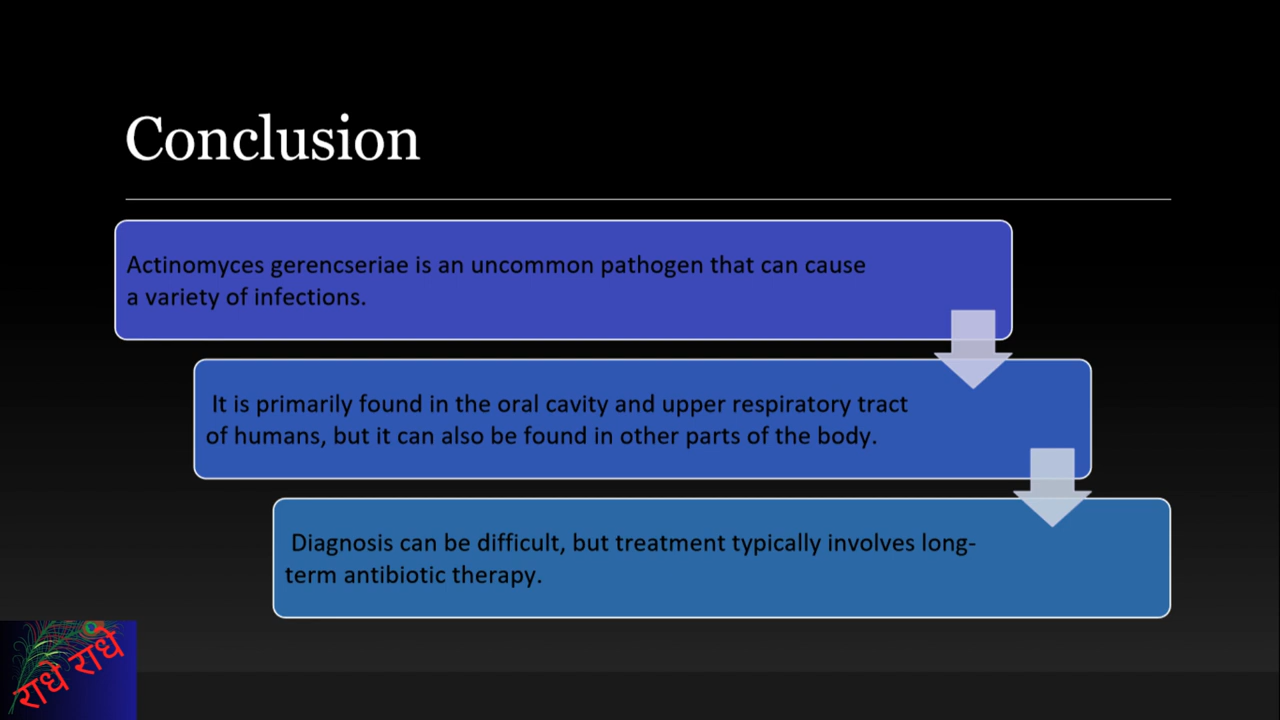 Conclusion
Actinomyces gerencseriae is an uncommon pathogen that can cause
a variety of infections.
It is primarily found in the oral cavity and upper respiratory tract
of humans, but it can also be found in other parts of the body.
Diagnosis can be difficult, but treatment typically involves long-
term antibiotic therapy.
राधे राधे